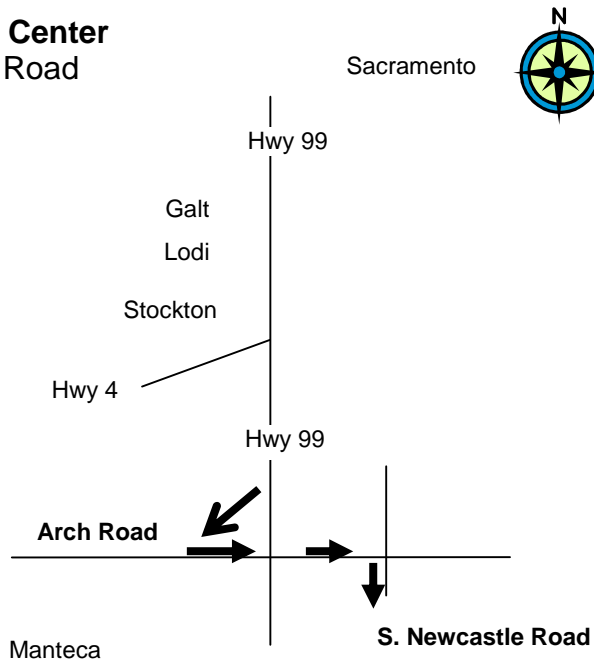 Center
Road
N
Sacramento
Hwy 99
Galt
Lodi
Stockton
Hwy 4
Hwy 99
Arch Road
S. Newcastle Road
Manteca